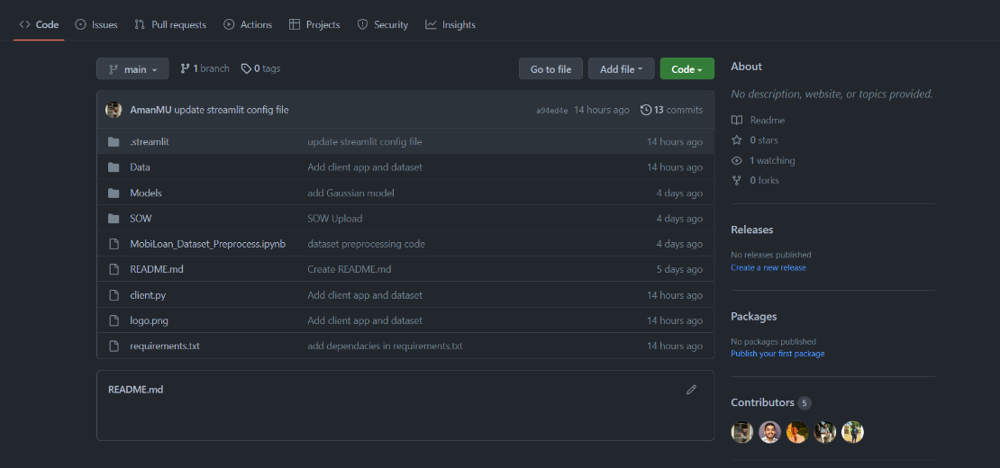 Code Issues Pull requests Actions Projects Security Insights
main 1 branch 0 tags Go to file Add file Code
AmanMU update streamlit config file a94ed4e 14 hours ago 13 commits
.streamlit update streamlit config file 14 hours ago
Data Add client app and dataset 14 hours ago
Models add Gaussian model 4 days ago
SOW SOW Upload 4 days ago
MobiLoan_Dataset_Preprocess.ipynb dataset preprocessing code 4 days ago
README.md Create README.md 5 days ago
client.py Add client app and dataset 14 hours ago
logo.png Add client app and dataset 14 hours ago
requirements.txt add dependacies in requirements.txt 14 hours ago
README.md
About
No description, website, or topics provided.
Readme
0 stars
1 watching
0 forks
Releases
No releases published
Create a new release
Packages
No packages published
Publish your first package
Contributors 5